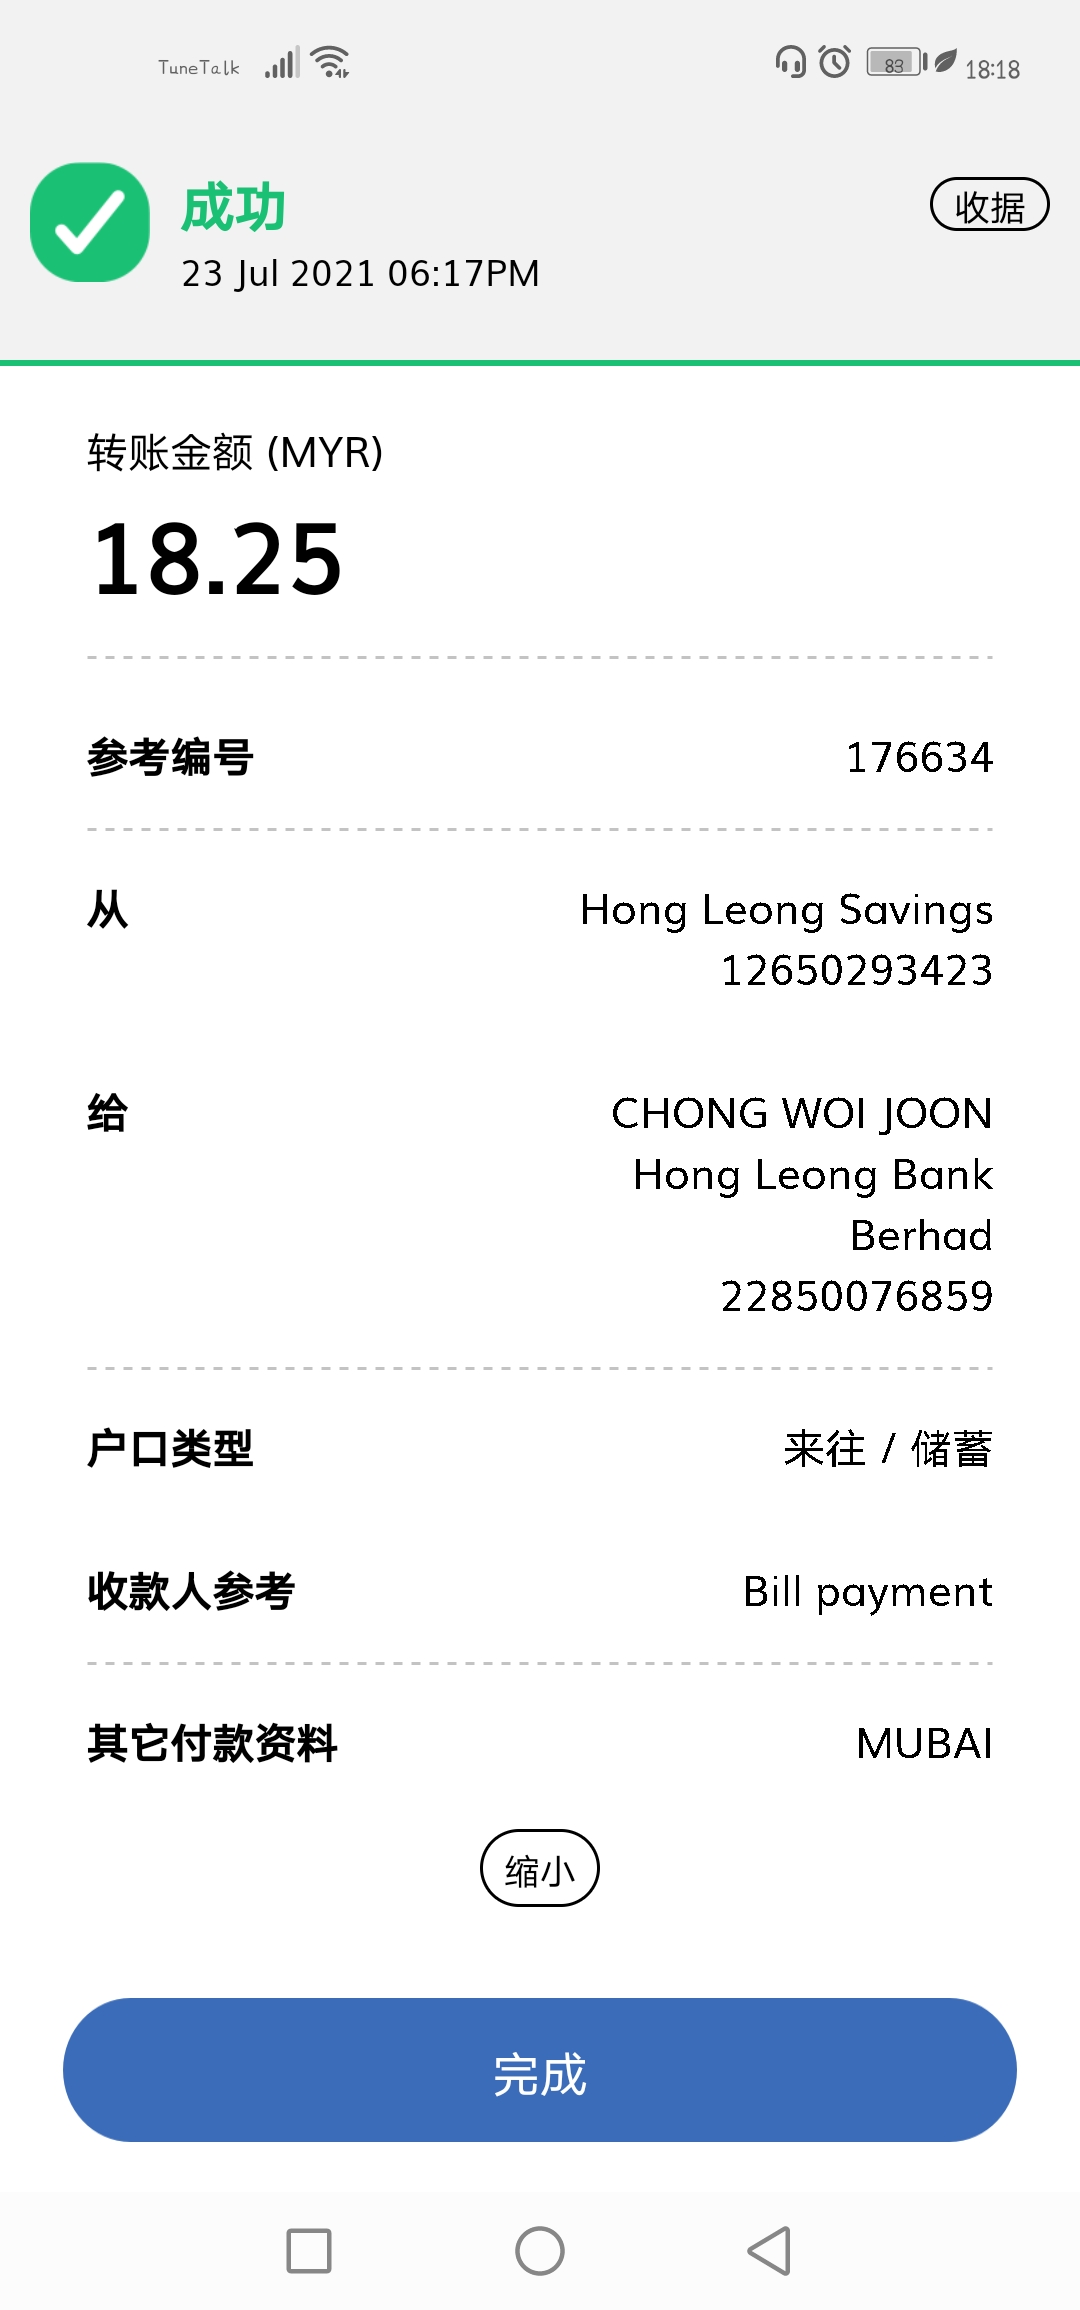 TuneTalk
83
18:18
成功
收据
23 Jul 2021 06:17PM
转账金额 (MYR)
18.25
参考编号 176634
从 Hong Leong Savings
12650293423
给 CHONG WOI JOON
Hong Leong Bank
Berhad
22850076859
户口类型 来往 / 储蓄
收款人参考 Bill payment
其它付款资料 MUBAI
缩小
完成